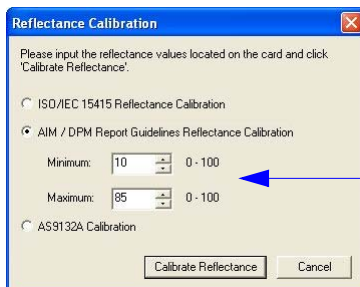 Reflectance Calibration
Please input the reflectance values located on the card and click
'Calibrate Reflectance'.
ISO/IEC 15415 Reflectance Calibration
AIM / DPM Report Guidelines Reflectance Calibration
Minimum: 10 0 - 100
Maximum: 85 0 - 100
AS9132A Calibration
Calibrate Reflectance Cancel